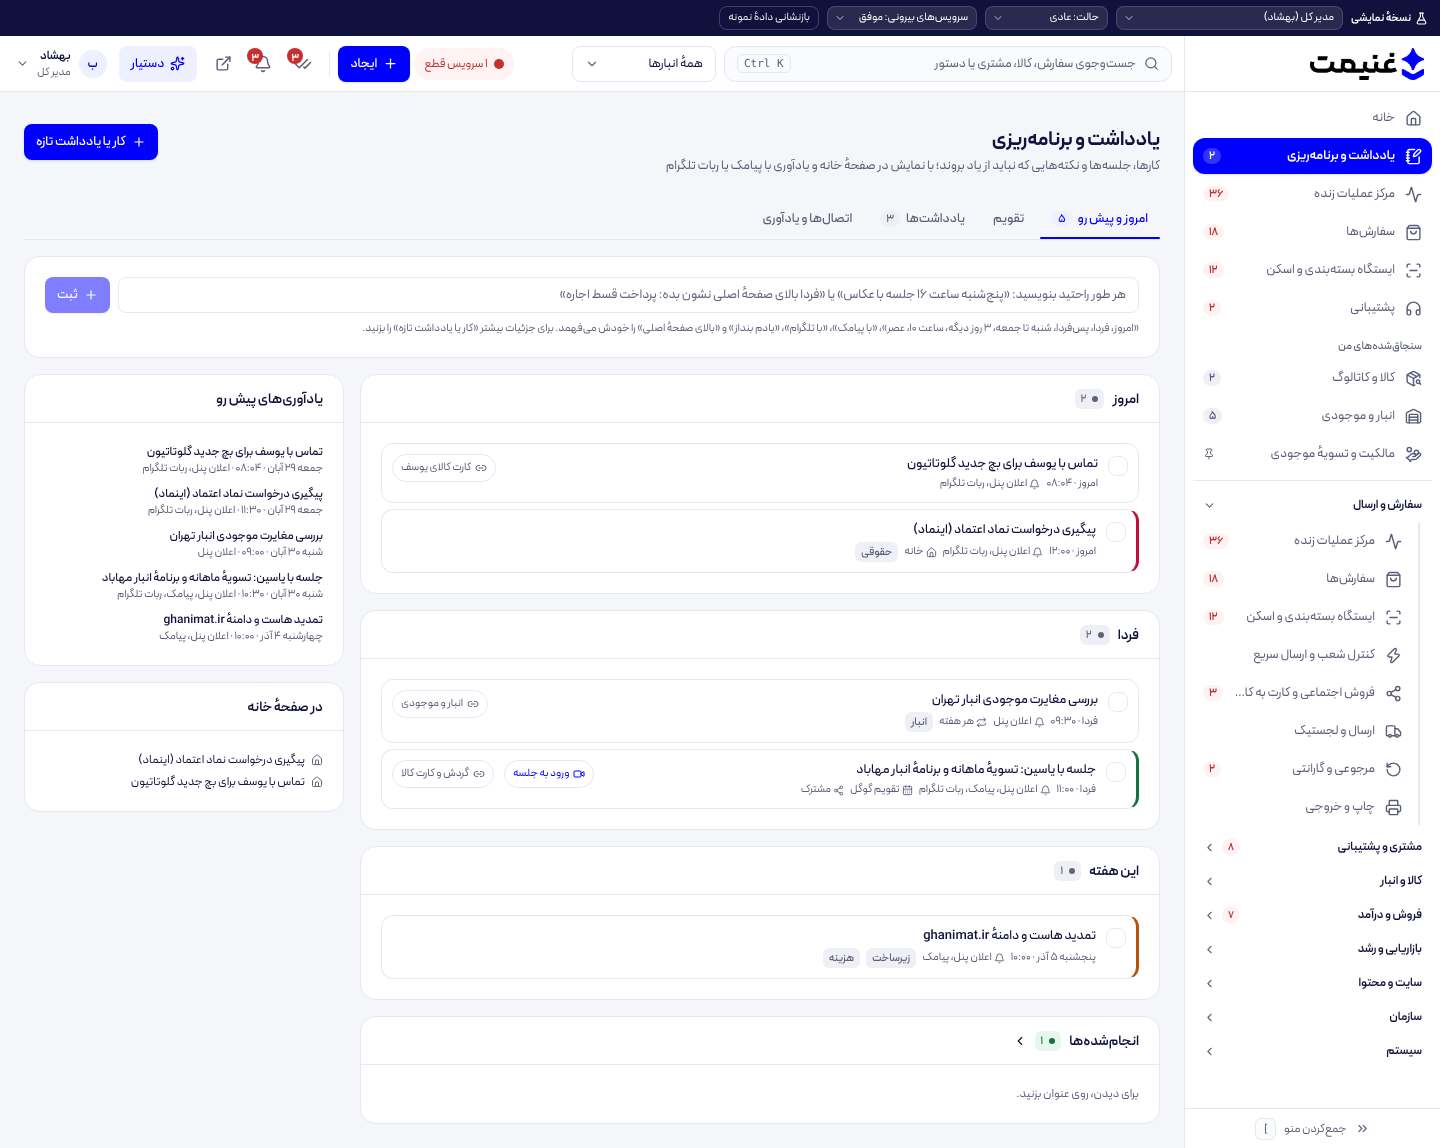 نسخهٔ نمایشی
مدیر کل (بهشاد)
حالت: عادی
سرویس‌های بیرونی: موفق
بازنشانی دادهٔ نمونه
غنیمت
جست‌وجوی سفارش، کالا، مشتری یا دستور
Ctrl K
همهٔ انبارها
۱ سرویس قطع
ایجاد
۳
۳
دستیار
ب
بهشاد
مدیر کل
خانه
یادداشت و برنامه‌ریزی ۲
مرکز عملیات زنده ۳۶
سفارش‌ها ۱۸
ایستگاه بسته‌بندی و اسکن ۱۲
پشتیبانی ۲
سنجاق‌شده‌های من
کالا و کاتالوگ ۲
انبار و موجودی ۵
مالکیت و تسویهٔ موجودی
سفارش و ارسال
مرکز عملیات زنده ۳۶
سفارش‌ها ۱۸
ایستگاه بسته‌بندی و اسکن ۱۲
کنترل شعب و ارسال سریع
فروش اجتماعی و کارت به کا... ۳
ارسال و لجستیک
مرجوعی و گارانتی ۲
چاپ و خروجی
مشتری و پشتیبانی ۸
کالا و انبار
فروش و درآمد ۷
بازاریابی و رشد
سایت و محتوا
سازمان
سیستم
جمع‌کردن منو [
یادداشت و برنامه‌ریزی
کارها، جلسه‌ها و نکته‌هایی که نباید از یاد بروند؛ با نمایش در صفحهٔ خانه و یادآوری با پیامک یا ربات تلگرام
کار یا یادداشت تازه
امروز و پیش رو ۵
تقویم
یادداشت‌ها ۳
اتصال‌ها و یادآوری
هر طور راحتید بنویسید: «پنج‌شنبه ساعت ۱۶ جلسه با عکاس» یا «فردا بالای صفحهٔ اصلی نشون بده: پرداخت قسط اجاره»
ثبت
«امروز، فردا، پس‌فردا، شنبه تا جمعه، ۳ روز دیگه، ساعت ۱۰، عصر»، «با پیامک»، «با تلگرام»، «یادم بنداز» و «بالای صفحهٔ اصلی» را خودش می‌فهمد. برای جزئیات بیشتر «کار یا یادداشت تازه» را بزنید.
امروز ۲
تماس با یوسف برای بچ جدید گلوتاتیون
امروز · ۰۸:۰۴ اعلان پنل، ربات تلگرام
کارت کالای یوسف
پیگیری درخواست نماد اعتماد (اینماد)
امروز · ۱۲:۰۰ اعلان پنل، ربات تلگرام خانه حقوقی
فردا ۲
بررسی مغایرت موجودی انبار تهران
فردا · ۰۹:۳۰ اعلان پنل هر هفته انبار
انبار و موجودی
جلسه با یاسین: تسویهٔ ماهانه و برنامهٔ انبار مهاباد
فردا · ۱۱:۰۰ اعلان پنل، پیامک، ربات تلگرام تقویم گوگل مشترک
ورود به جلسه
گردش و کارت کالا
این هفته ۱
تمدید هاست و دامنهٔ ghanimat.ir
پنجشنبه ۵ آذر · ۱۰:۰۰ اعلان پنل، پیامک زیرساخت هزینه
انجام‌شده‌ها ۱
برای دیدن، روی عنوان بزنید.
یادآوری‌های پیش رو
تماس با یوسف برای بچ جدید گلوتاتیون
جمعه ۲۹ آبان · ۰۸:۰۴ · اعلان پنل، ربات تلگرام
پیگیری درخواست نماد اعتماد (اینماد)
جمعه ۲۹ آبان · ۱۱:۳۰ · اعلان پنل، ربات تلگرام
بررسی مغایرت موجودی انبار تهران
شنبه ۳۰ آبان · ۰۹:۰۰ · اعلان پنل
جلسه با یاسین: تسویهٔ ماهانه و برنامهٔ انبار مهاباد
شنبه ۳۰ آبان · ۱۰:۳۰ · اعلان پنل، پیامک، ربات تلگرام
تمدید هاست و دامنهٔ ghanimat.ir
چهارشنبه ۴ آذر · ۱۰:۰۰ · اعلان پنل، پیامک
در صفحهٔ خانه
پیگیری درخواست نماد اعتماد (اینماد)
تماس با یوسف برای بچ جدید گلوتاتیون